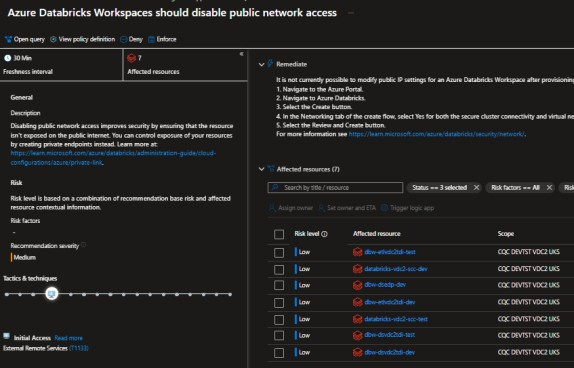 Azure Databricks Workspaces should disable public network access
Open query
View policy definition
Deny
Enforce
30 Min
Freshness interval
7
Affected resources
General
Description
Disabling public network access improves security by ensuring that the resource
isn't exposed on the public internet. You can control exposure of your resources
by creating private endpoints instead. Learn more at:
https://learn.microsoft.com/azure/databricks/administration-guide/cloud-
configurations/azure/private-link.
Risk
Risk level is based on a combination of recommendation base risk and affected
resource contextual information.
Risk factors
-
Recommendation severity
Medium
Tactics & techniques
Initial Access Read more
External Remote Services (T1133)
Remediate
It is not currently possible to modify public IP settings for an Azure Databricks Workspace after provisioning
1. Navigate to the Azure Portal.
2. Navigate to Azure Databricks.
3. Select the Create button.
4. In the Networking tab of the create flow, select Yes for both the secure cluster connectivity and virtual ne
5. Select the Review and Create button.
For more information see https://learn.microsoft.com/azure/databricks/security/network/.
Affected resources (7)
Search by title / resource
Status == 3 selected X
Risk factors == All X
Risk
Assign owner
Set owner and ETA
Trigger logic app
Risk level Affected resource Scope
Low dbw-ethvdc2tdi-test CQC DEVTST VDC2 UKS
Low databricks-vdc2-scc-dev CQC DEVTST VDC2 UKS
Low CQC DEVTST VDC2 UKS
Low dbw-ethvdc2tdi-dev CQC DEVTST VDC2 UKS
Low databricks-vdc2-scc-test CQC DEVTST VDC2 UKS
Low CQC DEVTST VDC2 UKS
Low CQC DEVTST VDC2 UKS